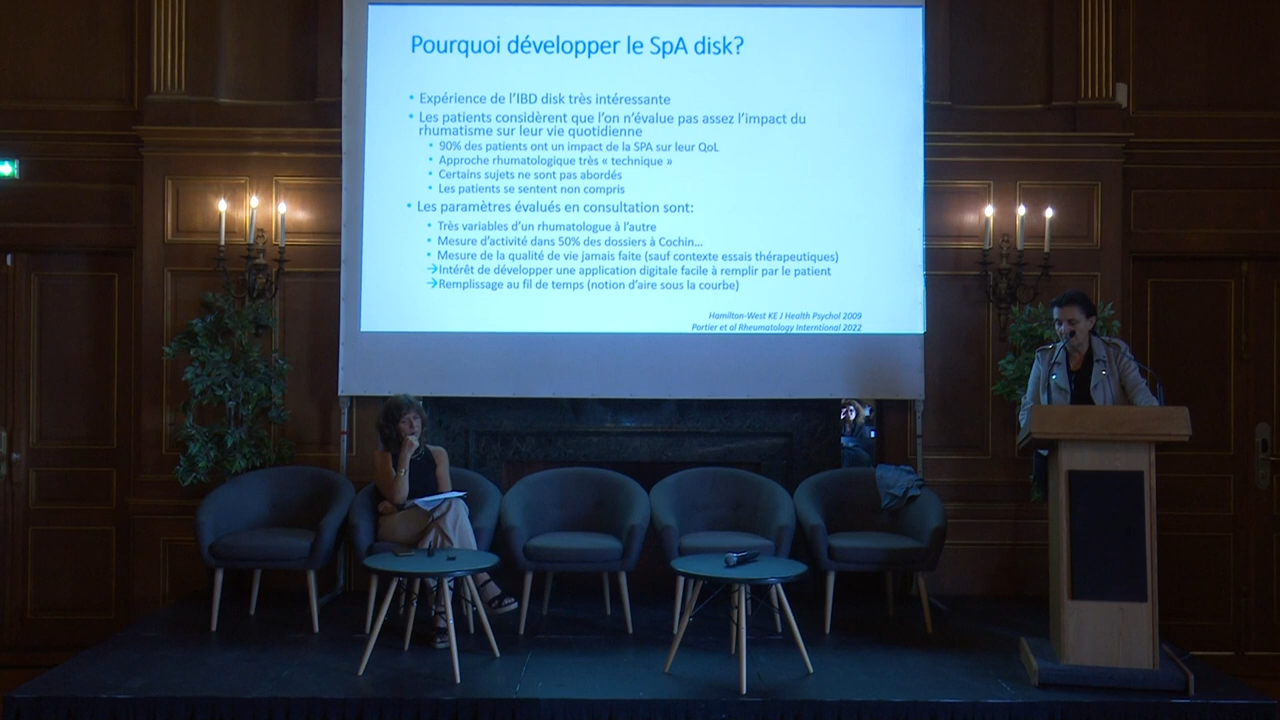 Pourquoi développer le SpA disk?
• Expérience de l'IBD disk très intéressante
• Les patients considèrent que l'on n'évalue pas assez l'impact du
rhumatisme sur leur vie quotidienne
• 90% des patients ont un impact de la SPA sur leur QoL
• Approche rhumatologique très « technique »
• Certains sujets ne sont pas abordés
• Les patients se sentent non compris
• Les paramètres évalués en consultation sont:
• Très variables d'un rhumatologue à l'autre
• Mesure d'activité dans 50% des dossiers à Cochin...
• Mesure de la qualité de vie jamais faite (sauf contexte essais thérapeutiques)
→Intérêt de développer une application digitale facile à remplir par le patient
→Remplissage au fil de temps (notion d'aire sous la courbe)
Hamilton-West KE J Health Psychol 2009
Portier et al Rheumatology Interntional 2022